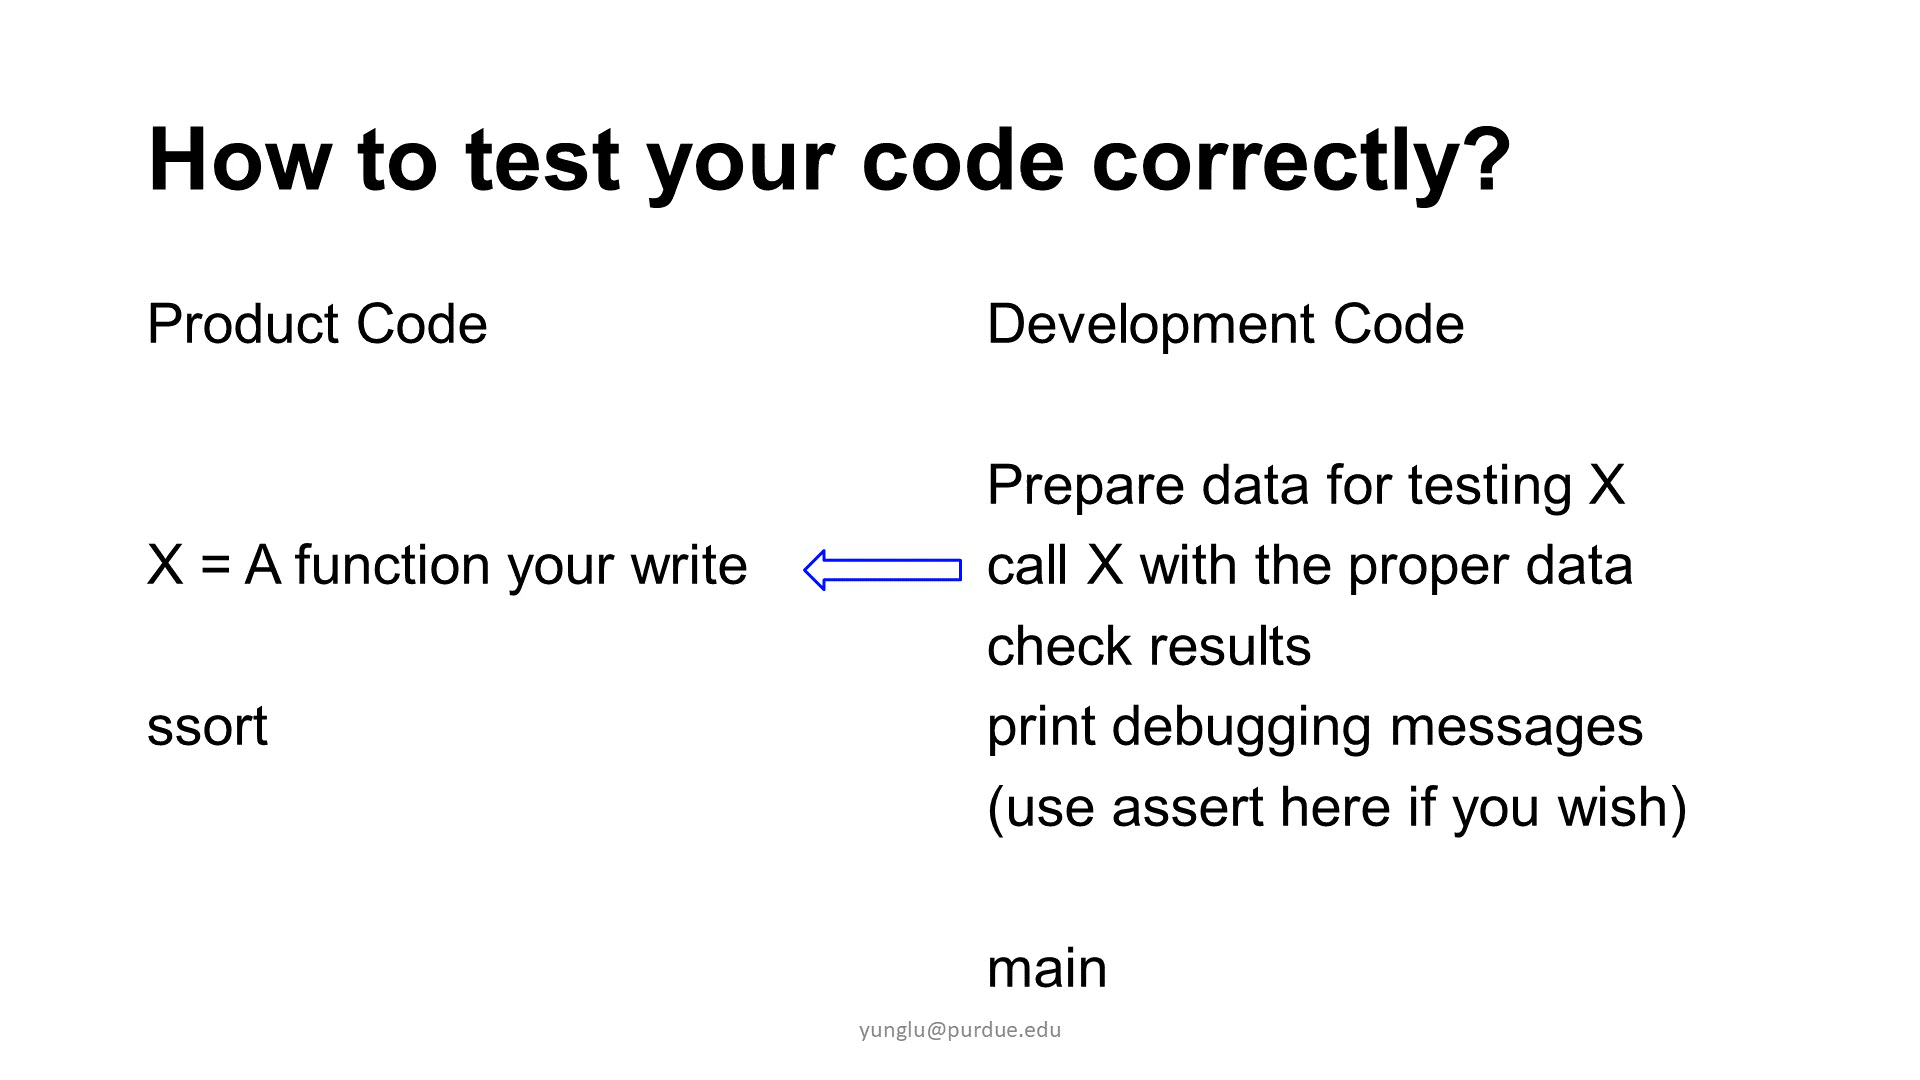 How to test your code correctly?
Product Code
X = A function your write
ssort
Development Code
Prepare data for testing X
call X with the proper data
check results
print debugging messages
(use assert here if you wish)
main
yunglu@purdue.edu